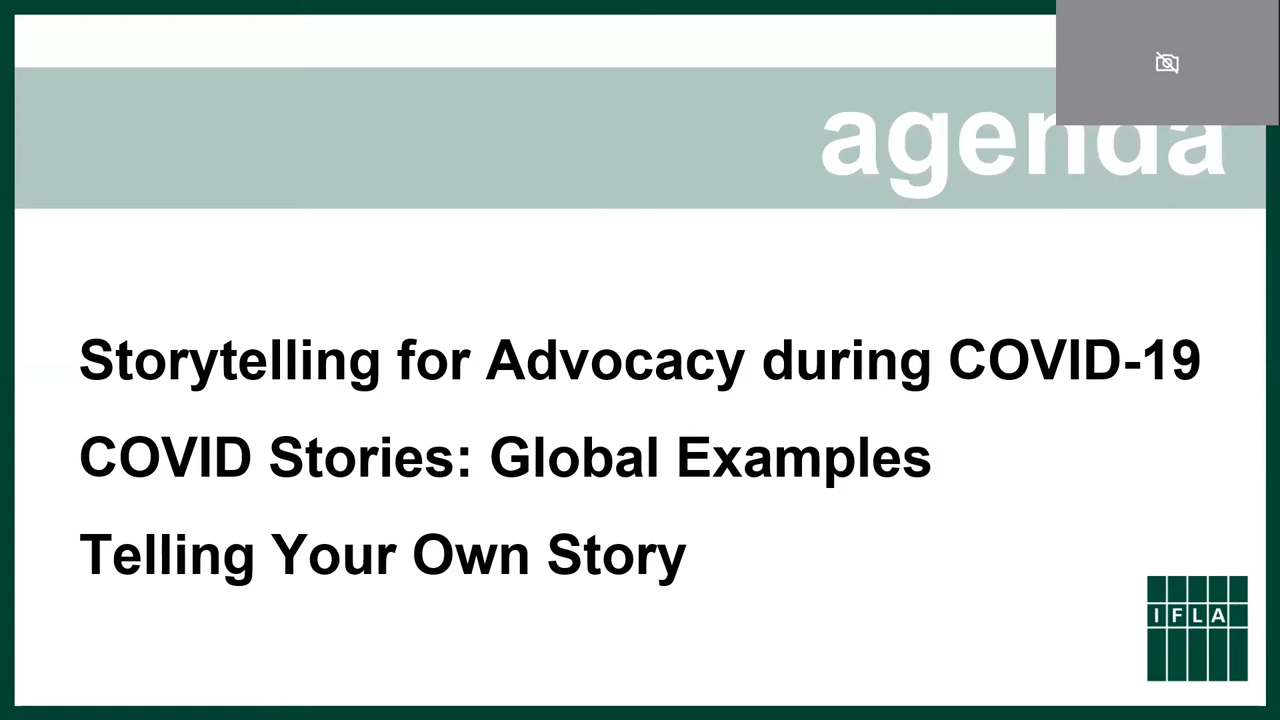 agenda
Storytelling for Advocacy during COVID-19
COVID Stories: Global Examples
Telling Your Own Story
IFLA